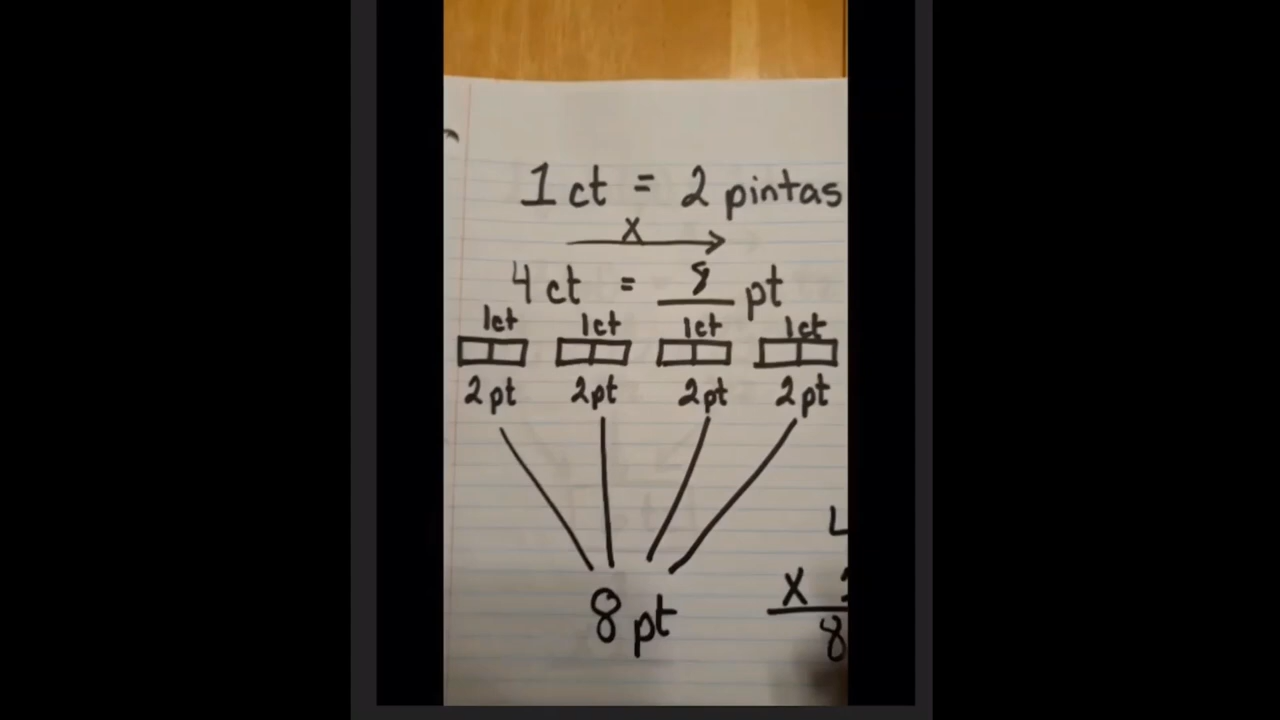 1 ct = 2 pintas
x
4 ct = 8 pt
1ct 1ct 1ct 1ct
2 pt 2 pt 2 pt 2 pt
x
8 pt
8